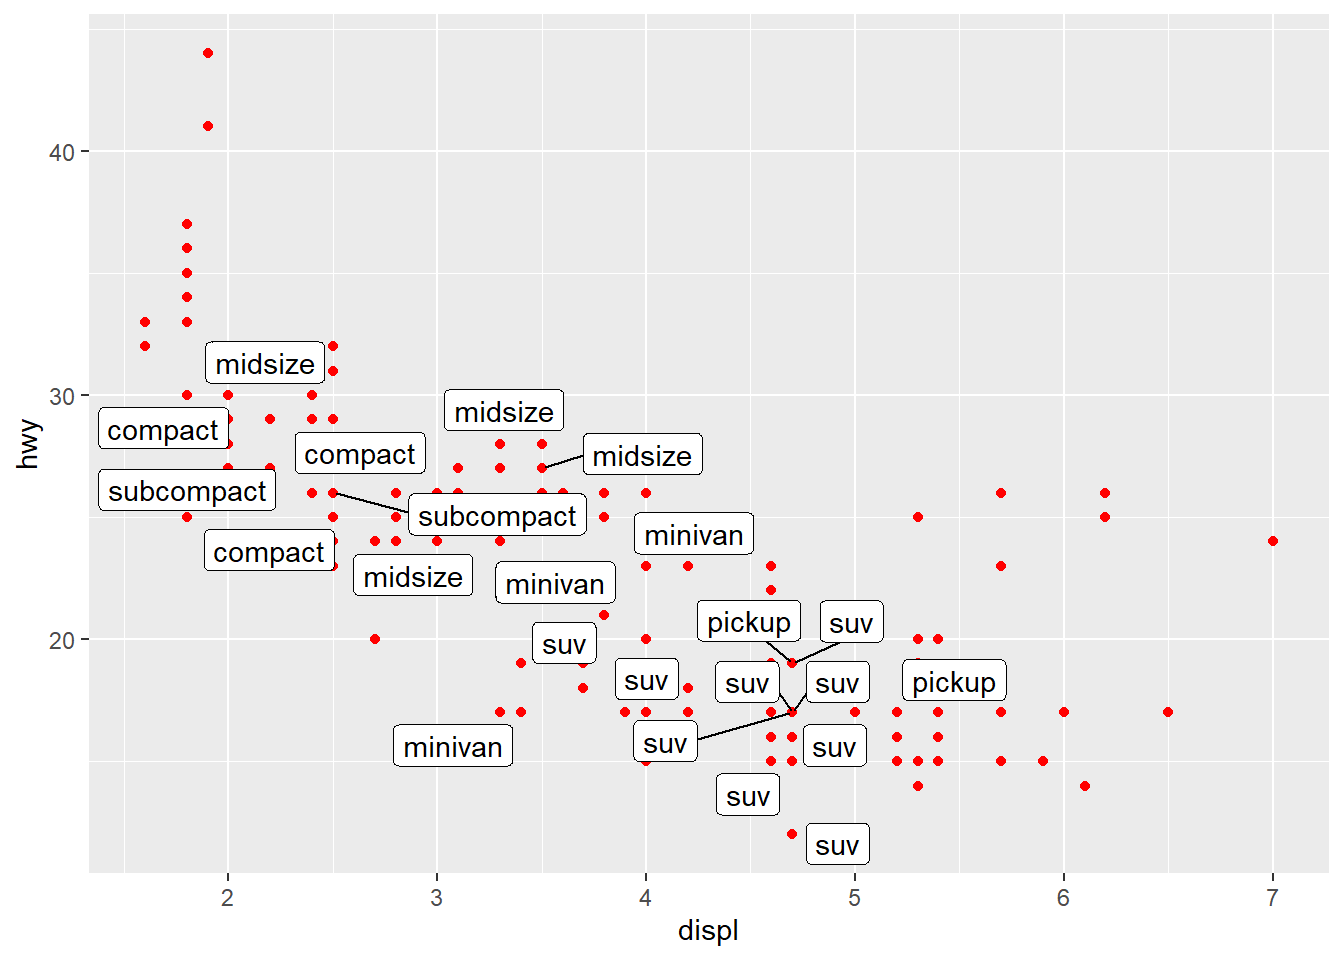 40
30
20
hwy
midsize
midsize
compact
compact
midsize
subcompact
subcompact
minivan
compact
midsize
minivan
pickup
suv
suv
suv
suv
suv
pickup
minivan
suv
suv
suv
suv
2
3
4
5
6
7
displ